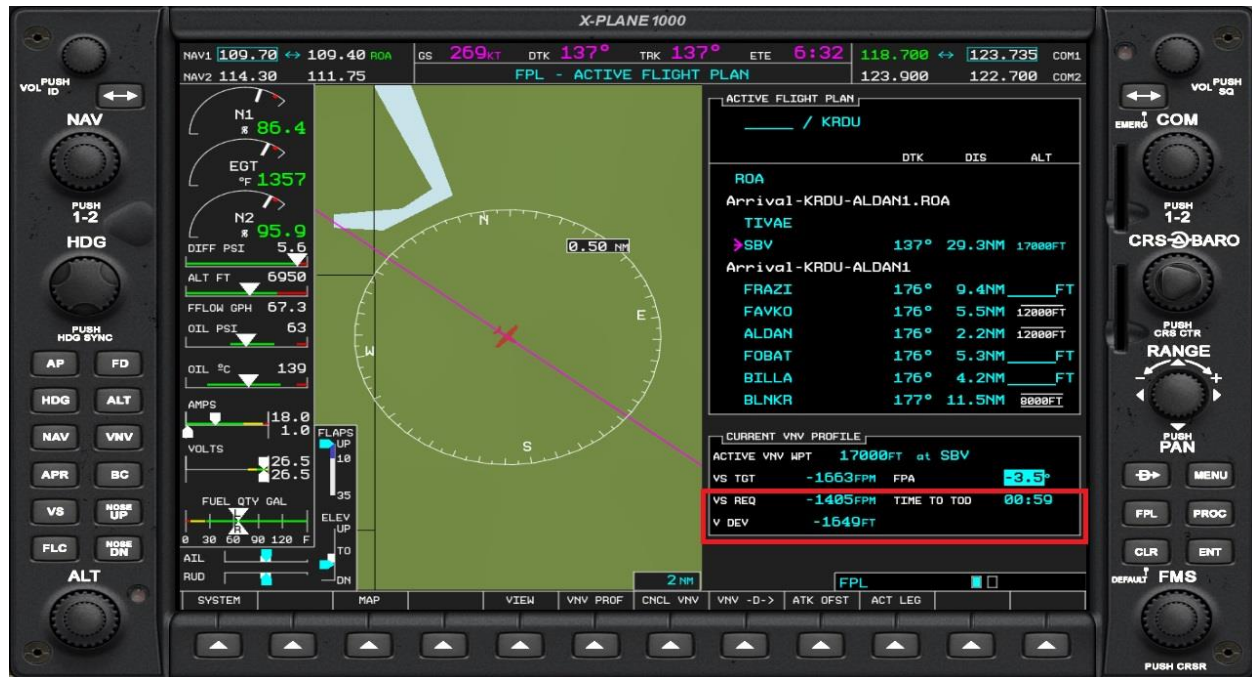 X-PLANE 1000
NAV1 109.70 ↔ 109.40 ROA
NAV2 114.30 111.75
GS 269KT DTK 137° TRK 137° ETE 6:32
FPL - ACTIVE FLIGHT PLAN
118.700 ↔ 123.735 COM1
123.900 122.700 COM2
VOL PUSH ID
NAV
PUSH 1-2
HDG
PUSH HDG SYNC
AP FD
HDG ALT
NAV VNV
APR BC
VS NOSE UP
FLC NOSE DN
ALT
N1
% 86.4
EGT
°F 1357
N2
% 95.9
DIFF PSI 5.6
ALT FT 6950
FFLOW GPH 67.3
OIL PSI 63
OIL ºC 139
AMPS
18.0
1.0
VOLTS
26.5
26.5
FUEL QTY GAL
L
R
0 30 60 90 120 F
AIL
RUD
FLAPS
UP
10
35
ELEV
UP
TO
DN
N
0.50 NM
E
W
S
2 NM
ACTIVE FLIGHT PLAN
_____ / KRDU
DTK DIS ALT
ROA
Arrival-KRDU-ALDAN1.ROA
TIVAE
SBV 137° 29.3NM 17000FT
Arrival-KRDU-ALDAN1
FRAZI 176° 9.4NM _____FT
FAVKO 176° 5.5NM 12000FT
ALDAN 176° 2.2NM 12000FT
FOBAT 176° 5.3NM _____FT
BILLA 176° 4.2NM _____FT
BLNKR 177° 11.5NM 8000FT
CURRENT VNV PROFILE
ACTIVE VNV WPT 17000FT at SBV
VS TGT -1663FPM FPA -3.5°
VS REQ -1405FPM TIME TO TOD 00:59
V DEV -1649FT
FPL
SYSTEM MAP VIEW VNV PROF CNCL VNV VNV -D-> ATK OFST ACT LEG
VOL PUSH SQ
EMERG COM
PUSH 1-2
CRS BARO
PUSH CRS CTR
RANGE
- +
PUSH PAN
D MENU
FPL PROC
CLR ENT
DEFAULT FMS
PUSH CRSR